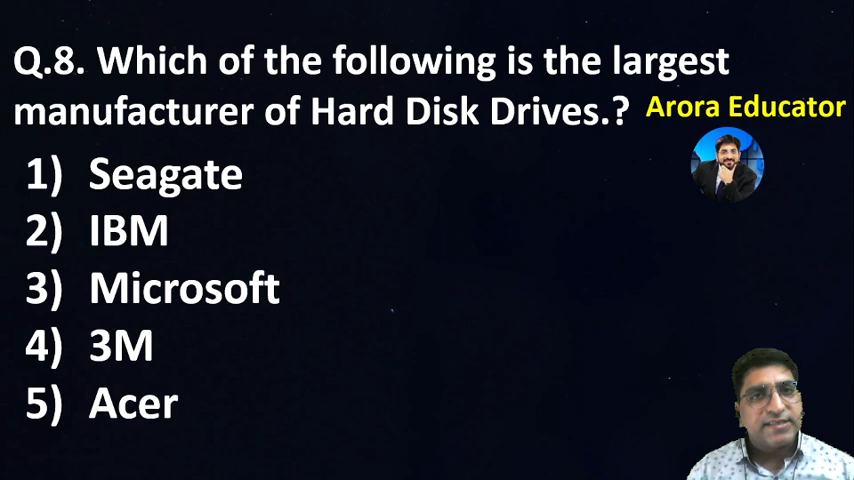 Q.8. Which of the following is the largest
manufacturer of Hard Disk Drives.?
Arora Educator
1) Seagate
2) IBM
3) Microsoft
4) 3M
5) Acer